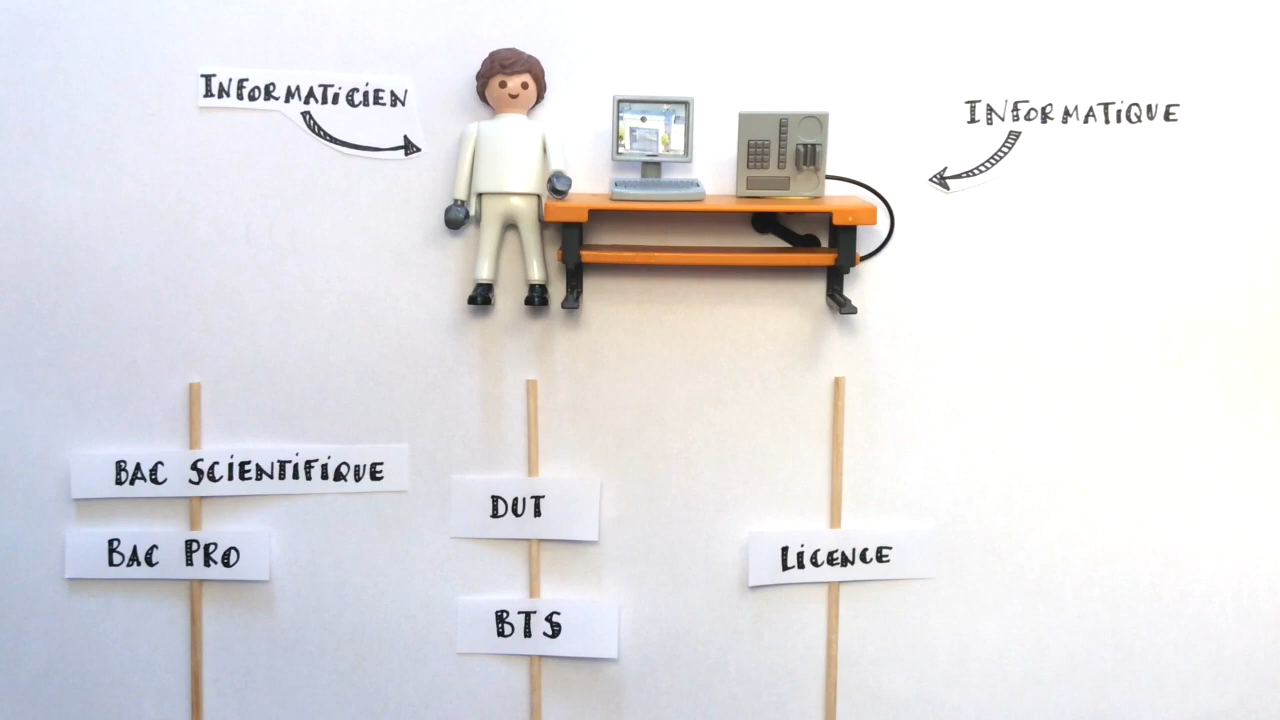 INFORMATICIEN
INFORMATIQUE
BAC SCIENTIFIQUE
BAC PRO
DUT
BTS
LICENCE